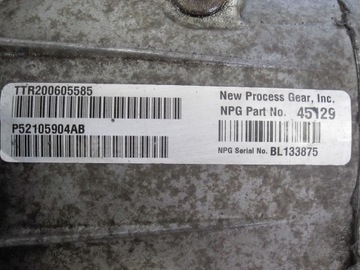 TTR200605585
P52105904AB
New Process Gear, Inc.
NPG Part No. 45129
NPG Serial No. BL133875